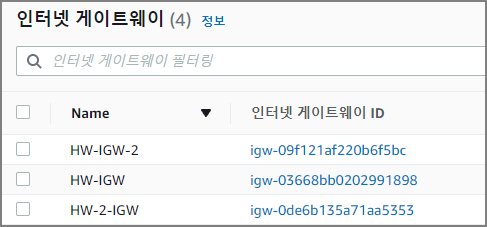 인터넷 게이트웨이 (4) 정보
인터넷 게이트웨이 필터링
Name 인터넷 게이트웨이 ID
HW-IGW-2 igw-09f121af220b6f5bc
HW-IGW igw-03668bb0202991898
HW-2-IGW igw-0de6b135a71aa5353